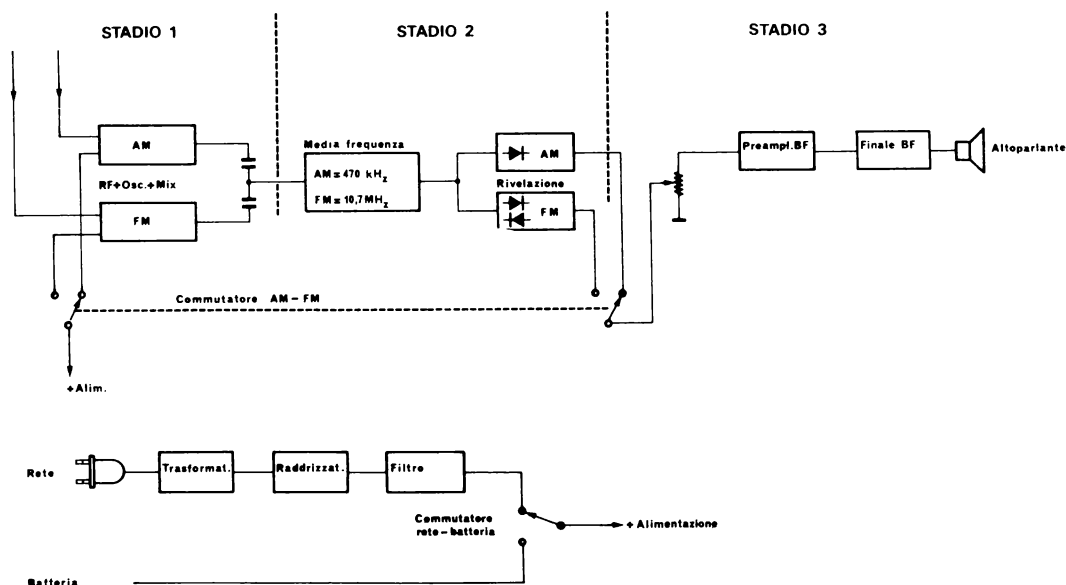 STADIO 1
STADIO 2
STADIO 3
AM
RF+Osc.+Mix
FM
Media frequenza
AM = 470 kHz
FM = 10,7MHz
AM
Rivelazione
FM
Preampl.BF
Finale BF
Altoparlante
Commutatore AM – FM
+Alim.
Rete
Trasformat.
Raddrizzat.
Filtro
Commutatore
rete – batteria
+ Alimentazione
Batteria